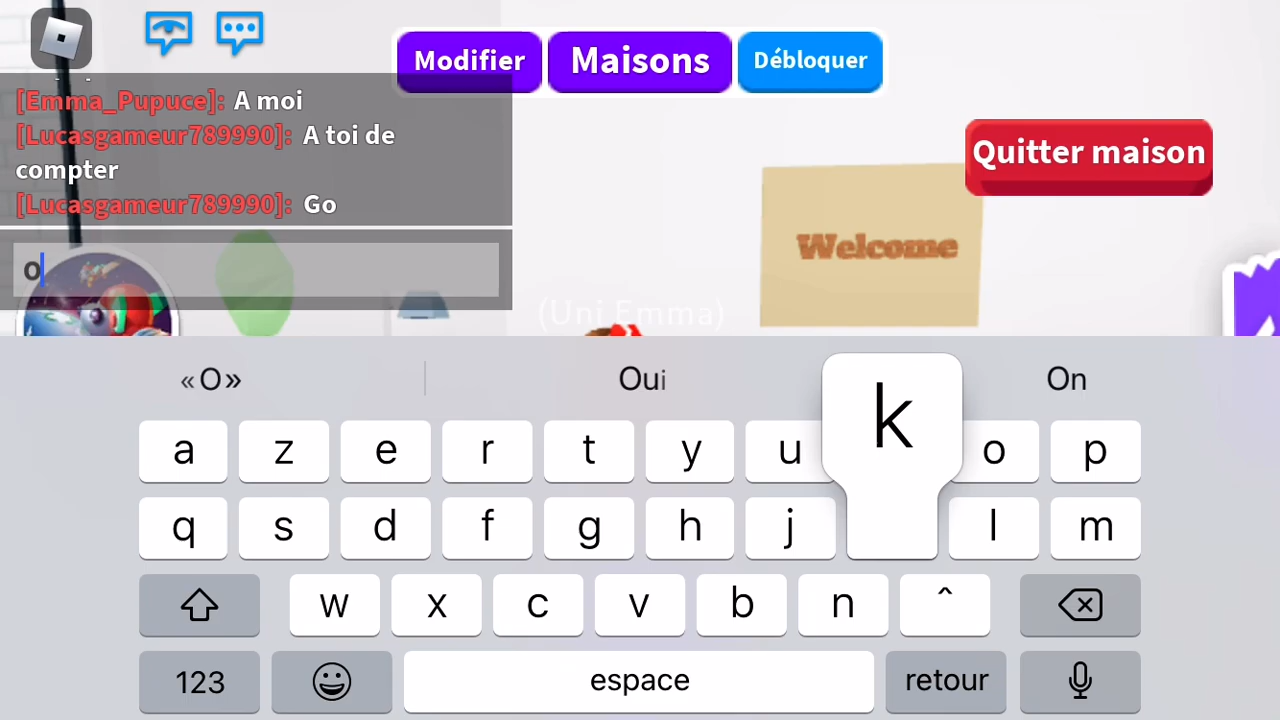 Modifier
Maisons
Débloquer
[Emma_Pupuce]: A moi
[Lucasgameur789990]: A toi de
compter
[Lucasgameur789990]: Go
Quitter maison
Welcome
o
(Uni Emma)
«O»
Oui
On
k
a z e r t y u o p
q s d f g h j l m
w x c v b n ^
123
espace
retour